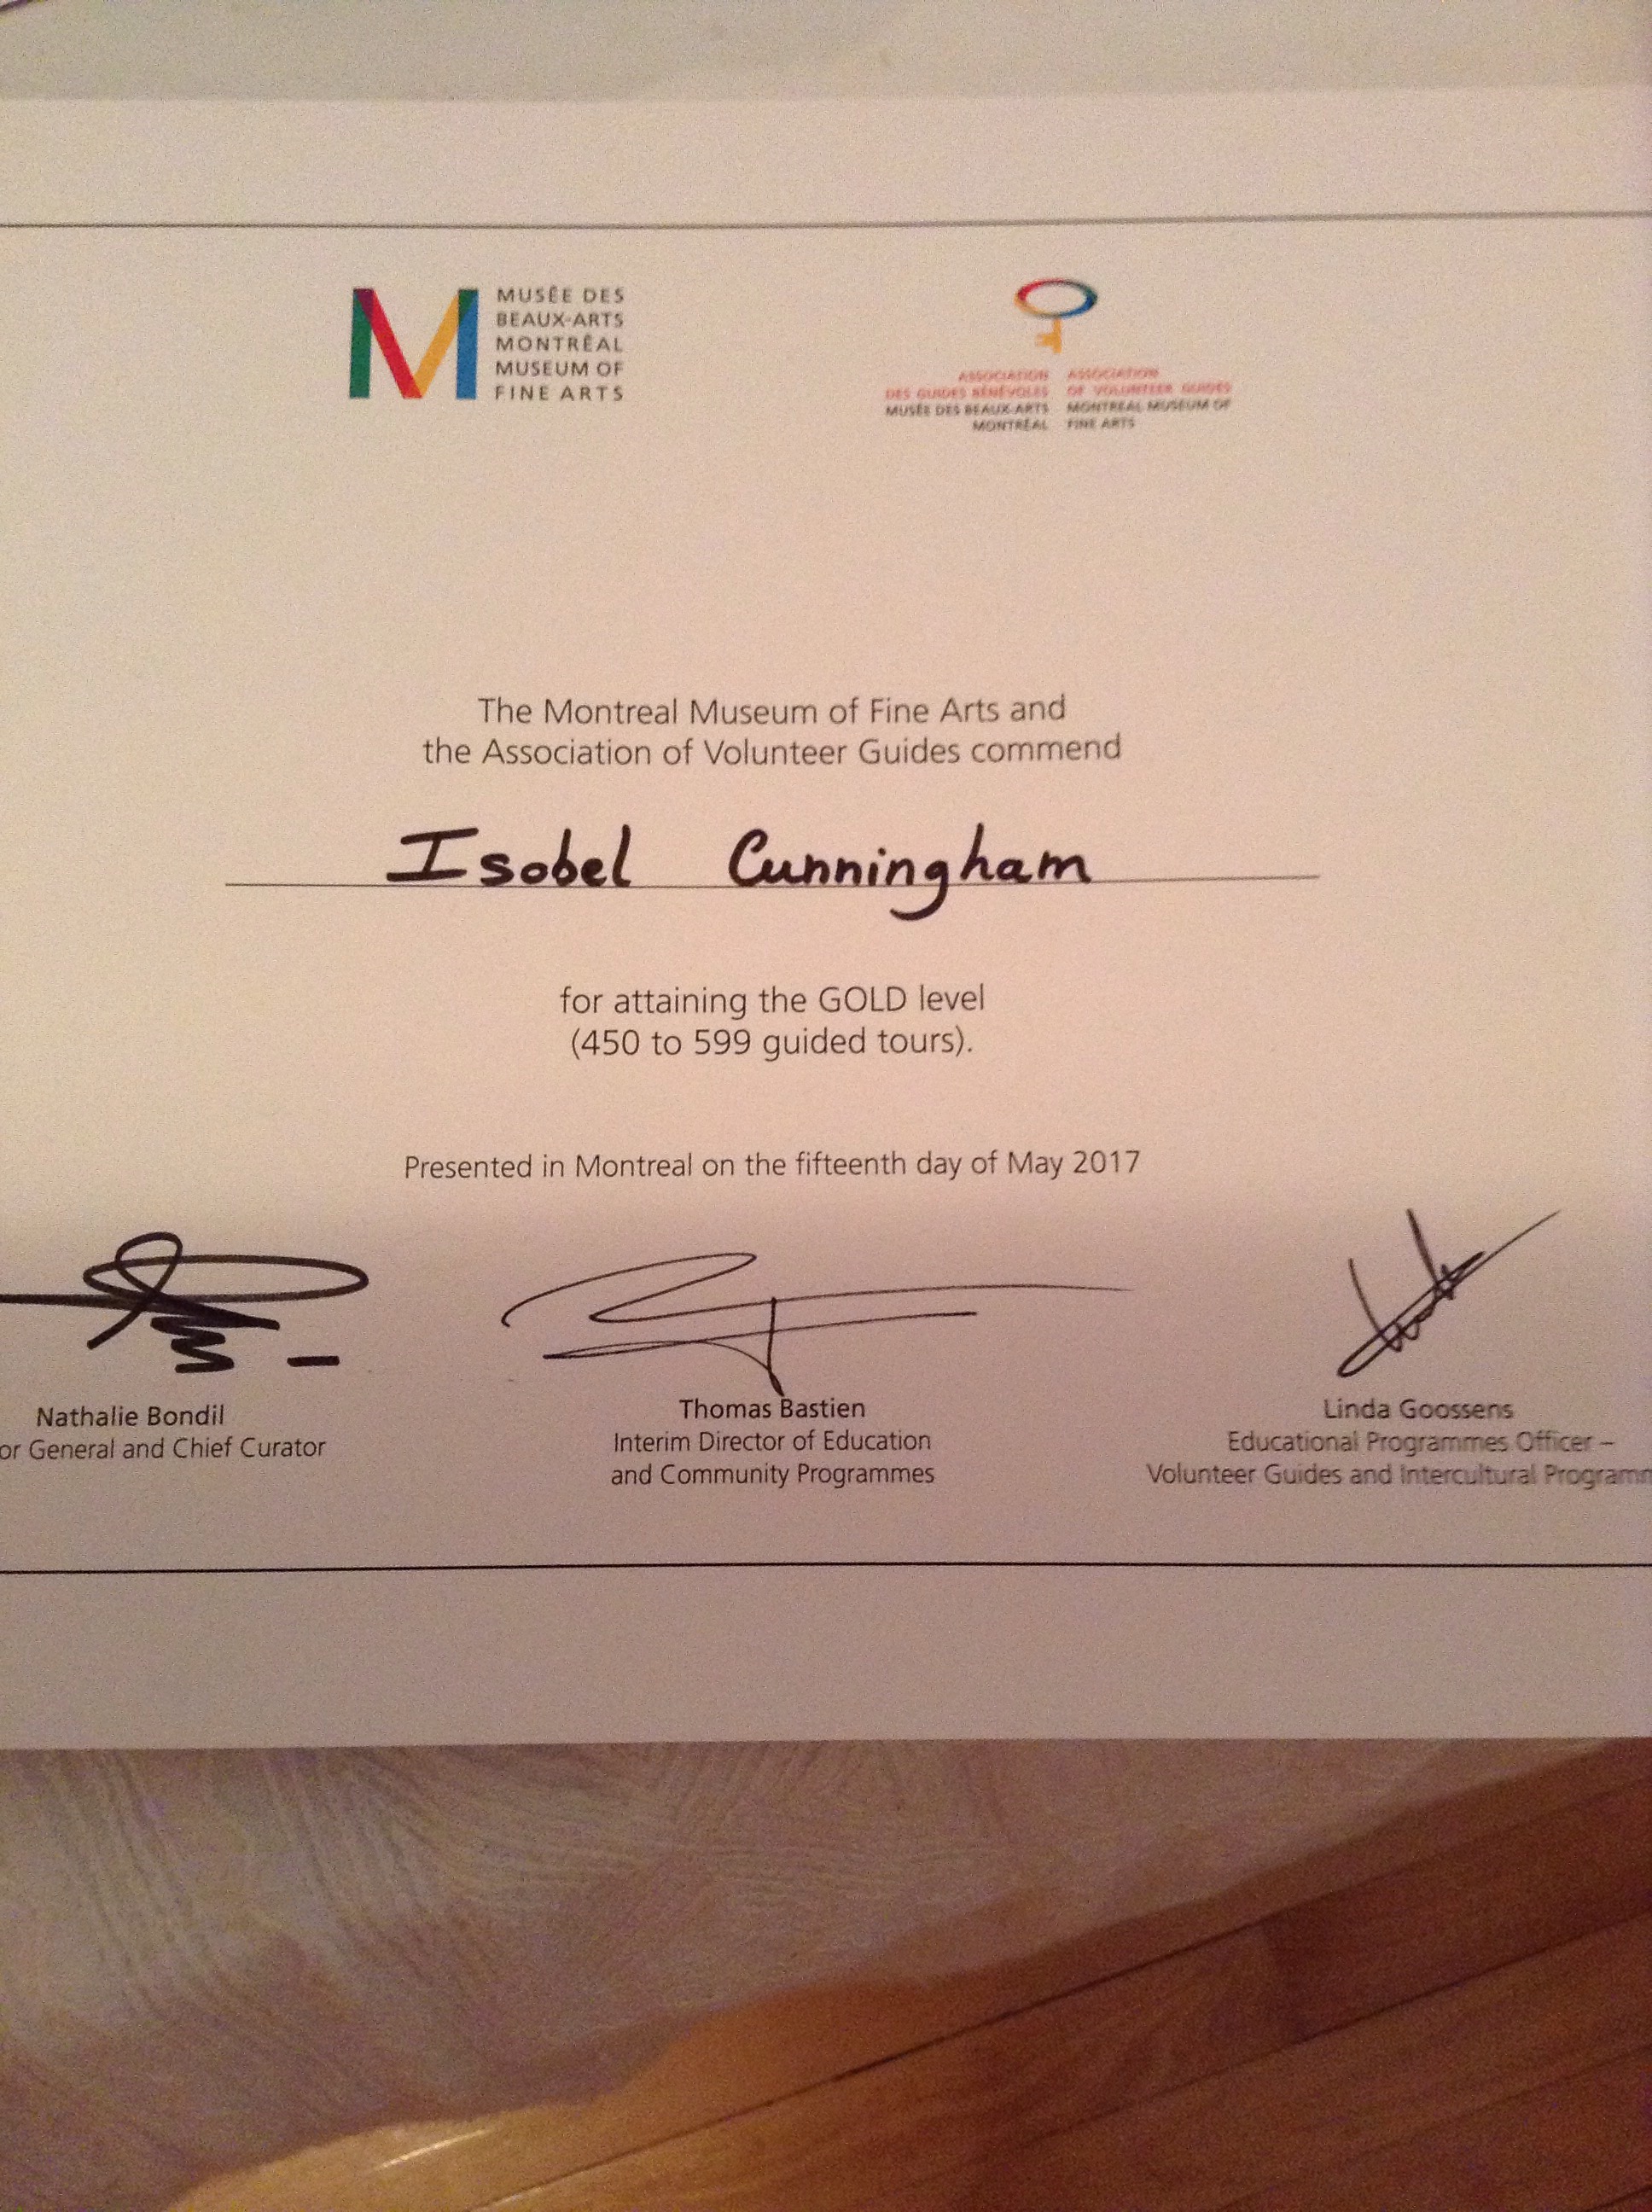 MUSÉE DES
BEAUX-ARTS
MONTRÉAL
MUSEUM OF
FINE ARTS
ASSOCIATION
DES GUIDES BÉNÉVOLES
MUSÉE DES BEAUX-ARTS
MONTRÉAL
ASSOCIATION
OF VOLUNTEER GUIDES
MONTREAL MUSEUM OF
FINE ARTS
The Montreal Museum of Fine Arts and
the Association of Volunteer Guides commend
Isobel Cunningham
for attaining the GOLD level
(450 to 599 guided tours).
Presented in Montreal on the fifteenth day of May 2017
Nathalie Bondil
or General and Chief Curator
Thomas Bastien
Interim Director of Education
and Community Programmes
Linda Goossens
Educational Programmes Officer –
Volunteer Guides and Intercultural Programm